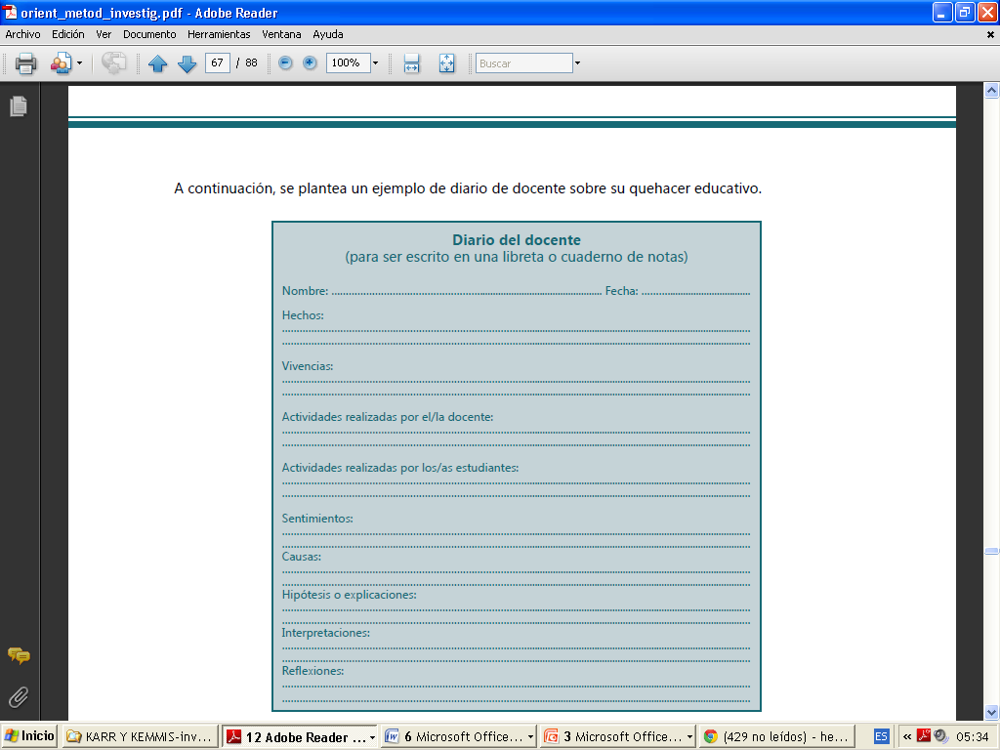 orient_metod_investig.pdf - Adobe Reader
Archivo Edición Ver Documento Herramientas Ventana Ayuda
67 / 88 100% Buscar
A continuación, se plantea un ejemplo de diario de docente sobre su quehacer educativo.
Diario del docente
(para ser escrito en una libreta o cuaderno de notas)
Nombre: ............................................................ Fecha: ........................
Hechos:
Vivencias:
Actividades realizadas por el/la docente:
Actividades realizadas por los/as estudiantes:
Sentimientos:
Causas:
Hipótesis o explicaciones:
Interpretaciones:
Reflexiones:
Inicio KARR Y KEMMIS-inv... 12 Adobe Reader ... 6 Microsoft Office... 3 Microsoft Office... (429 no leídos) - he... ES « 05:34